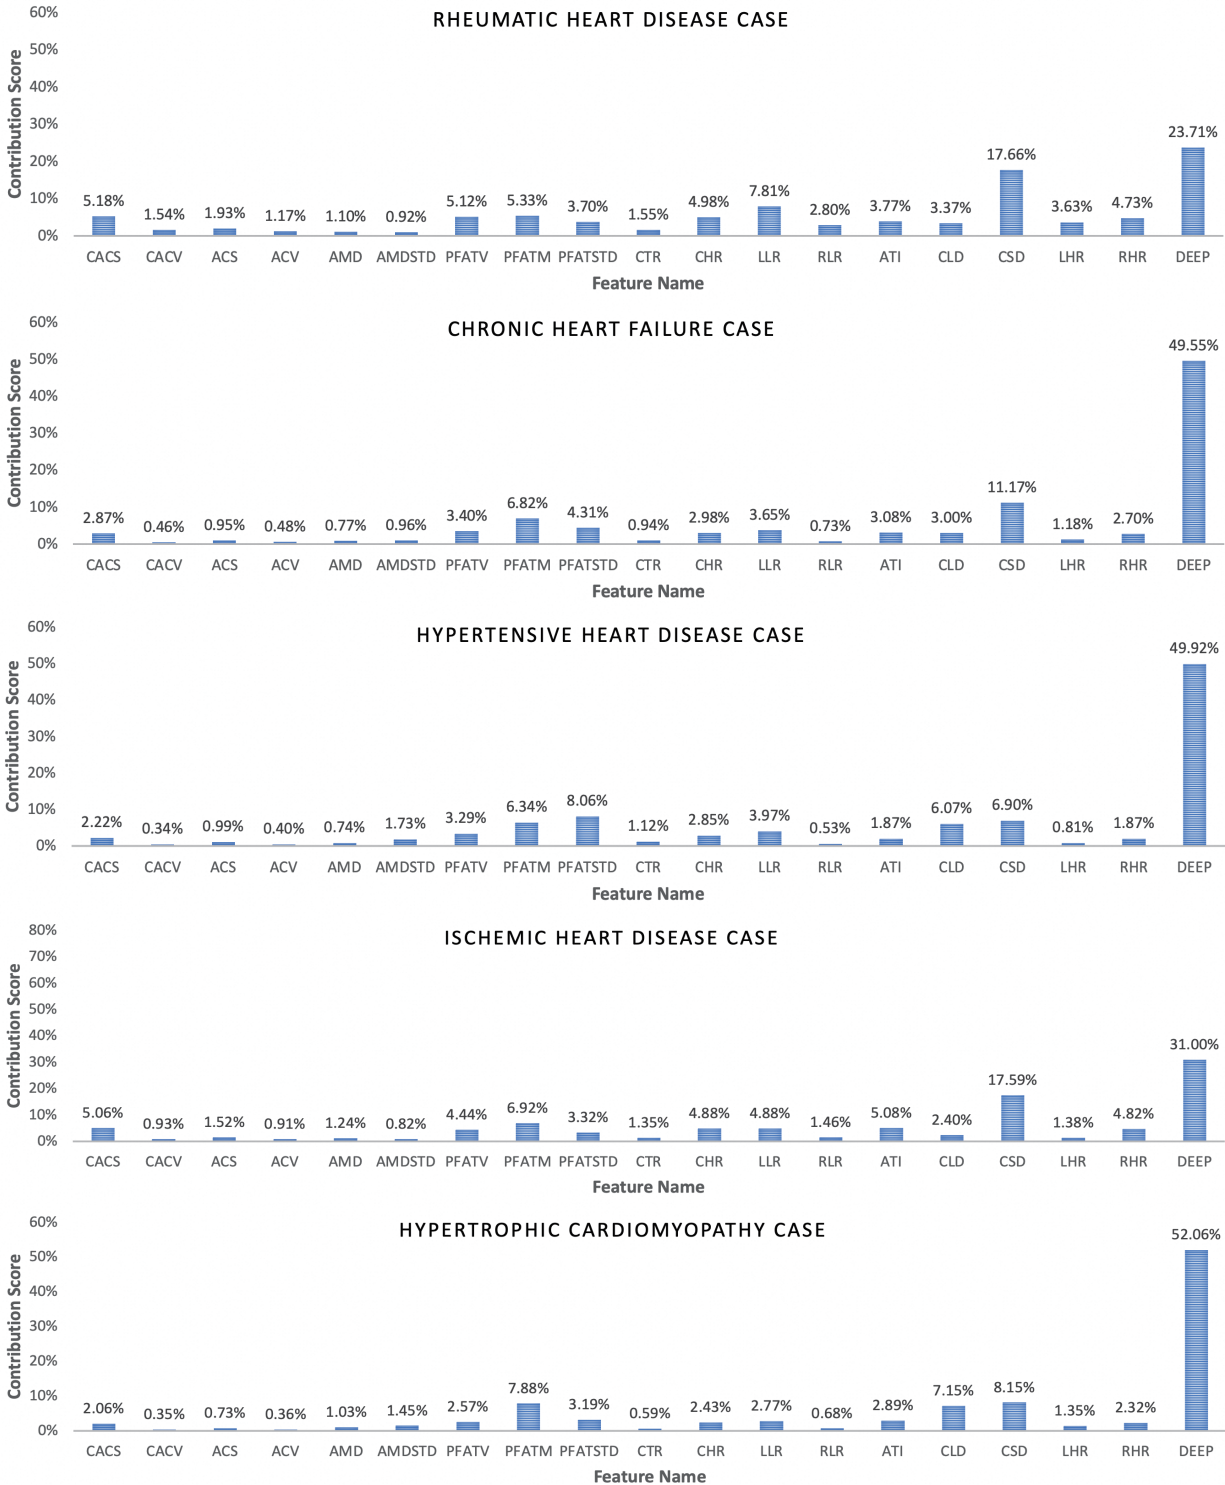 RHEUMATIC HEART DISEASE CASE
Contribution Score
60%
50%
40%
30%
20%
10%
0%
5.18% 1.54% 1.93% 1.17% 1.10% 0.92% 5.12% 5.33% 3.70% 1.55% 4.98% 7.81% 2.80% 3.77% 3.37% 17.66% 3.63% 4.73% 23.71%
CACS CACV ACS ACV AMD AMDSTD PFATV PFATM PFATSTD CTR CHR LLR RLR ATI CLD CSD LHR RHR DEEP
Feature Name
CHRONIC HEART FAILURE CASE
Contribution Score
60%
50%
40%
30%
20%
10%
0%
2.87% 0.46% 0.95% 0.48% 0.77% 0.96% 3.40% 6.82% 4.31% 0.94% 2.98% 3.65% 0.73% 3.08% 3.00% 11.17% 1.18% 2.70% 49.55%
CACS CACV ACS ACV AMD AMDSTD PFATV PFATM PFATSTD CTR CHR LLR RLR ATI CLD CSD LHR RHR DEEP
Feature Name
HYPERTENSIVE HEART DISEASE CASE
Contribution Score
60%
50%
40%
30%
20%
10%
0%
2.22% 0.34% 0.99% 0.40% 0.74% 1.73% 3.29% 6.34% 8.06% 1.12% 2.85% 3.97% 0.53% 1.87% 6.07% 6.90% 0.81% 1.87% 49.92%
CACS CACV ACS ACV AMD AMDSTD PFATV PFATM PFATSTD CTR CHR LLR RLR ATI CLD CSD LHR RHR DEEP
Feature Name
ISCHEMIC HEART DISEASE CASE
Contribution Score
80%
70%
60%
50%
40%
30%
20%
10%
0%
5.06% 0.93% 1.52% 0.91% 1.24% 0.82% 4.44% 6.92% 3.32% 1.35% 4.88% 4.88% 1.46% 5.08% 2.40% 17.59% 1.38% 4.82% 31.00%
CACS CACV ACS ACV AMD AMDSTD PFATV PFATM PFATSTD CTR CHR LLR RLR ATI CLD CSD LHR RHR DEEP
Feature Name
HYPERTROPHIC CARDIOMYOPATHY CASE
Contribution Score
60%
50%
40%
30%
20%
10%
0%
2.06% 0.35% 0.73% 0.36% 1.03% 1.45% 2.57% 7.88% 3.19% 0.59% 2.43% 2.77% 0.68% 2.89% 7.15% 8.15% 1.35% 2.32% 52.06%
CACS CACV ACS ACV AMD AMDSTD PFATV PFATM PFATSTD CTR CHR LLR RLR ATI CLD CSD LHR RHR DEEP
Feature Name